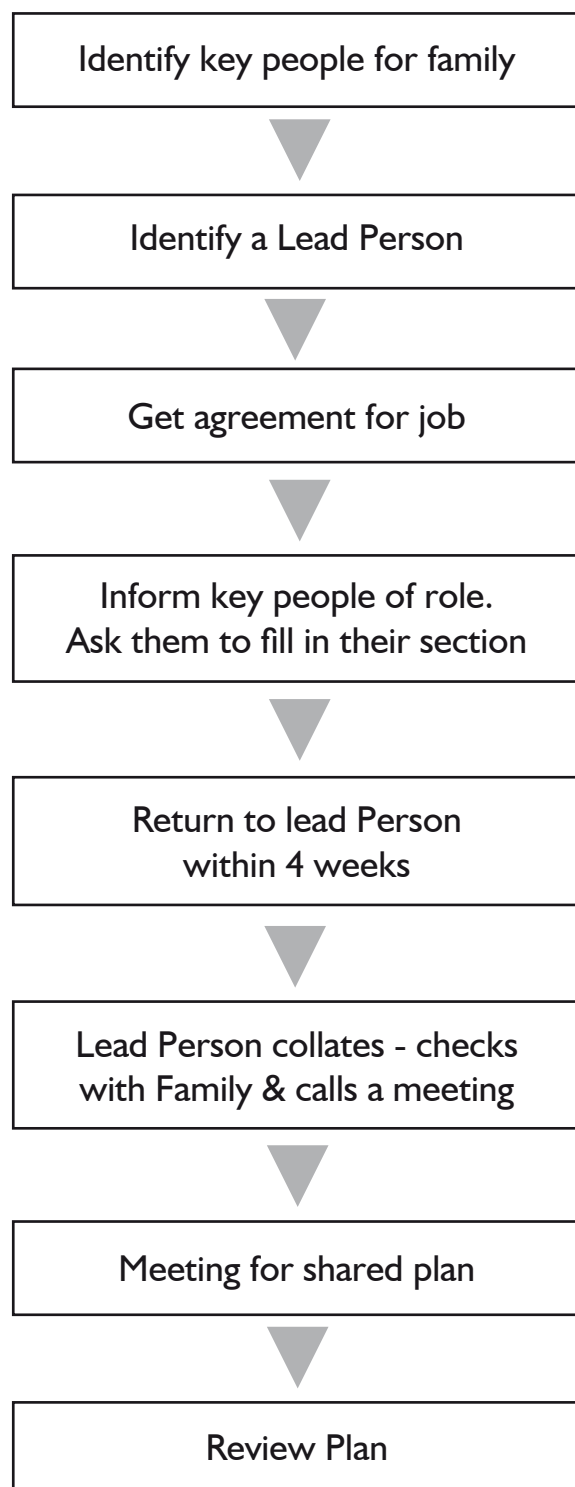 Identify key people for family
Identify a Lead Person
Get agreement for job
Inform key people of role.
Ask them to fill in their section
Return to lead Person
within 4 weeks
Lead Person collates - checks
with Family & calls a meeting
Meeting for shared plan
Review Plan